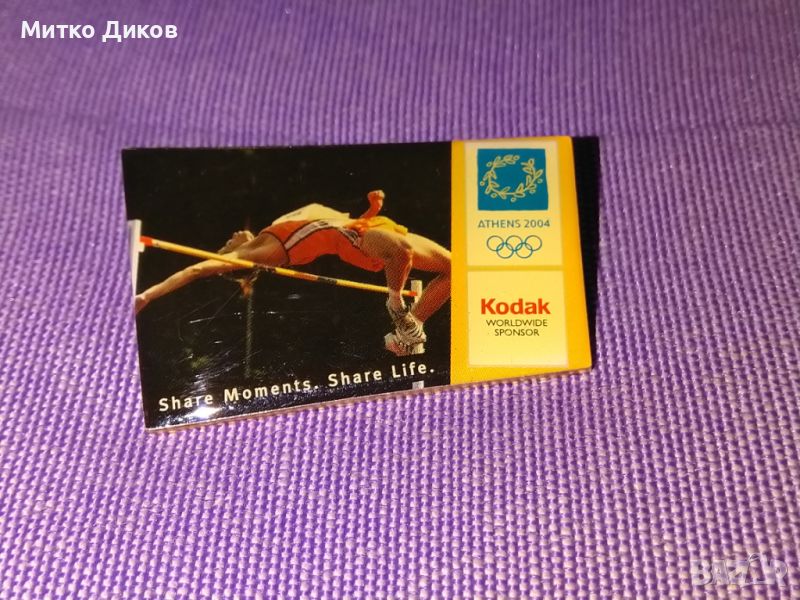 Митко Диков
ATHENS 2004
Kodak
WORLDWIDE
SPONSOR
Share Moments. Share Life.